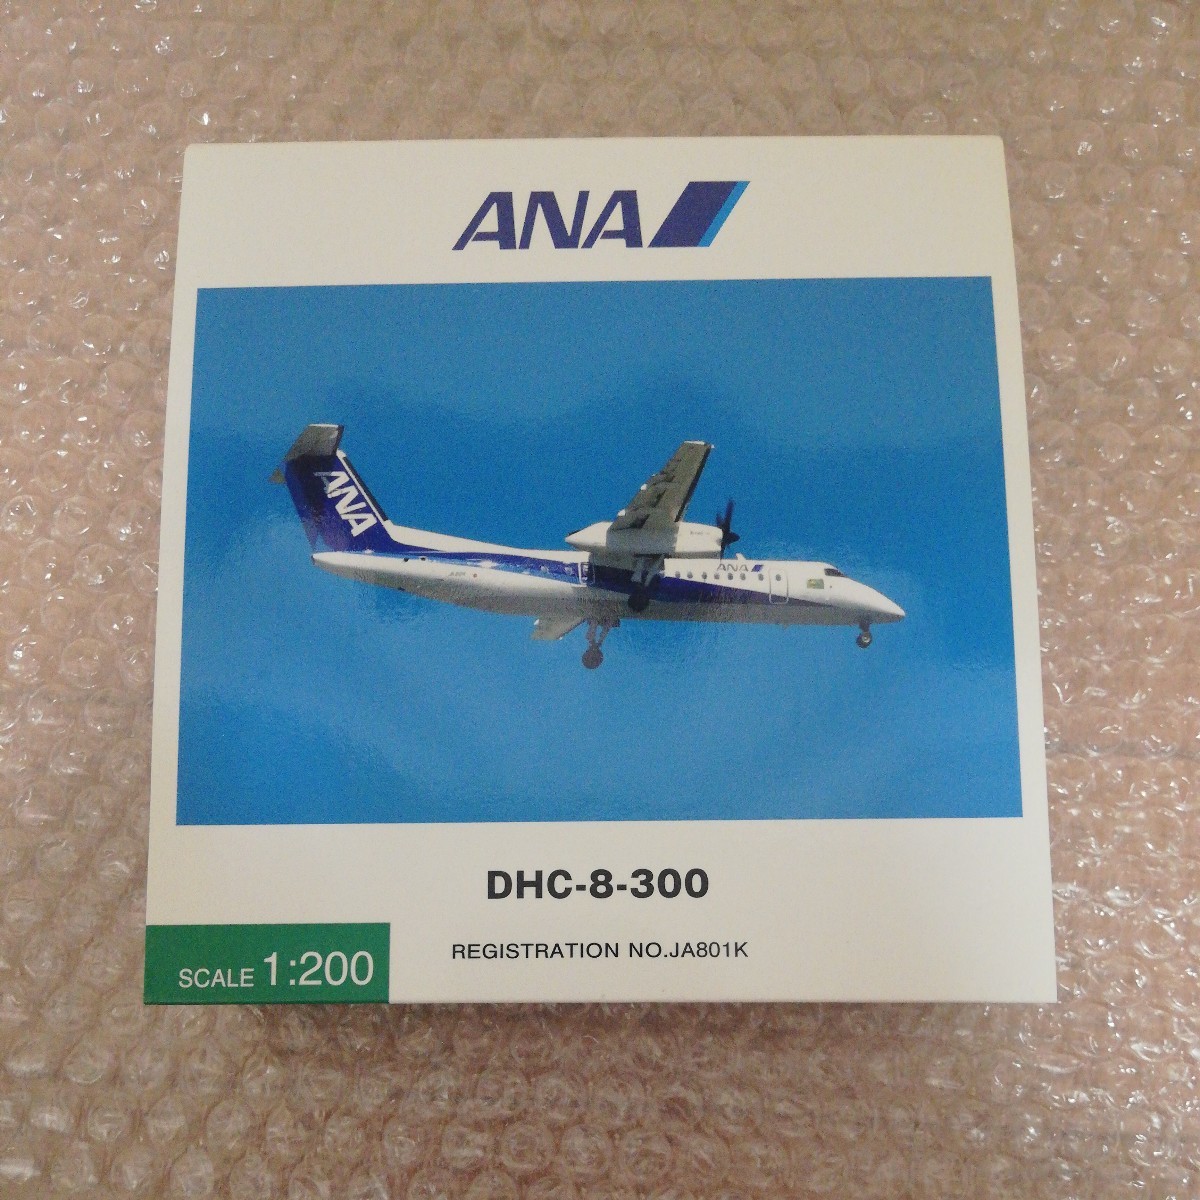 ANA
ANA
ANA
DHC-8-300
REGISTRATION NO.JA801K
SCALE 1:200